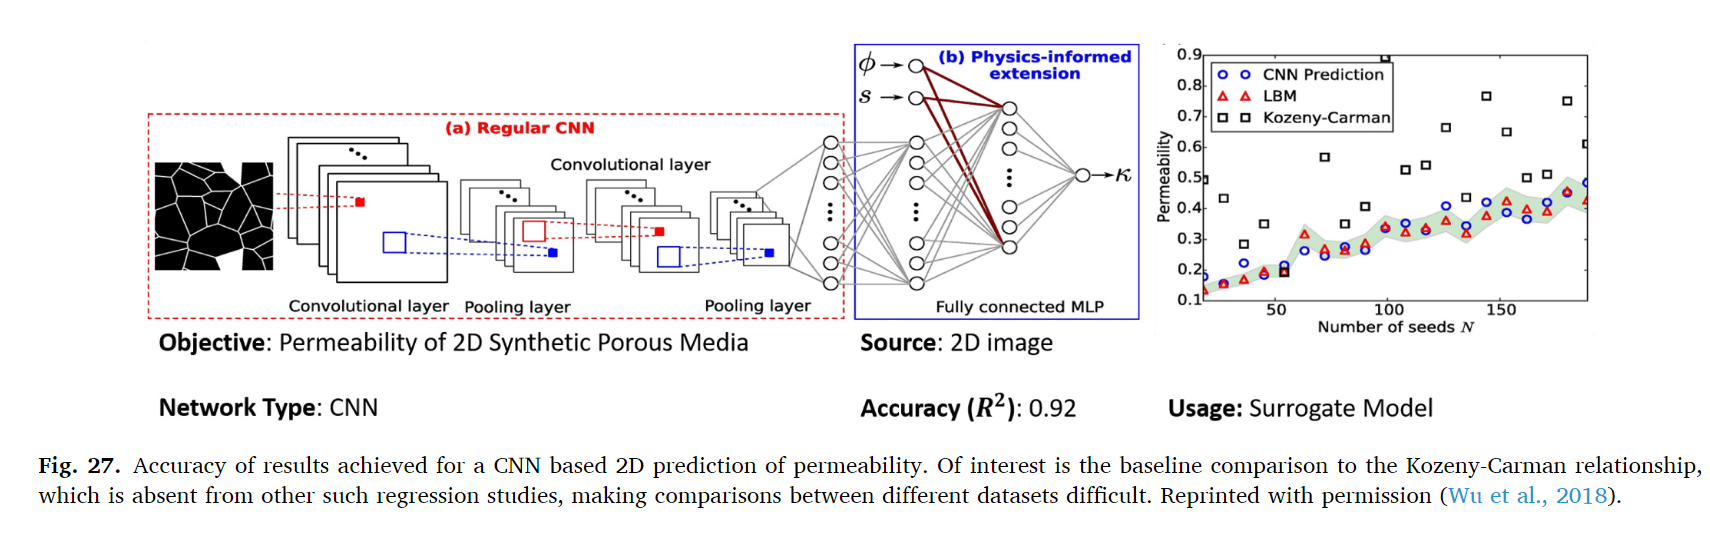 (a) Regular CNN
Convolutional layer
Convolutional layer
Pooling layer
Pooling layer
(b) Physics-informed
extension
ϕ
s
κ
Fully connected MLP
Permeability
0.9
0.8
0.7
0.6
0.5
0.4
0.3
0.2
0.1
CNN Prediction
LBM
Kozeny-Carman
50 100 150
Number of seeds N
Objective: Permeability of 2D Synthetic Porous Media
Source: 2D image
Network Type: CNN
Accuracy (R²): 0.92
Usage: Surrogate Model
Fig. 27. Accuracy of results achieved for a CNN based 2D prediction of permeability. Of interest is the baseline comparison to the Kozeny-Carman relationship,
which is absent from other such regression studies, making comparisons between different datasets difficult. Reprinted with permission (Wu et al., 2018).